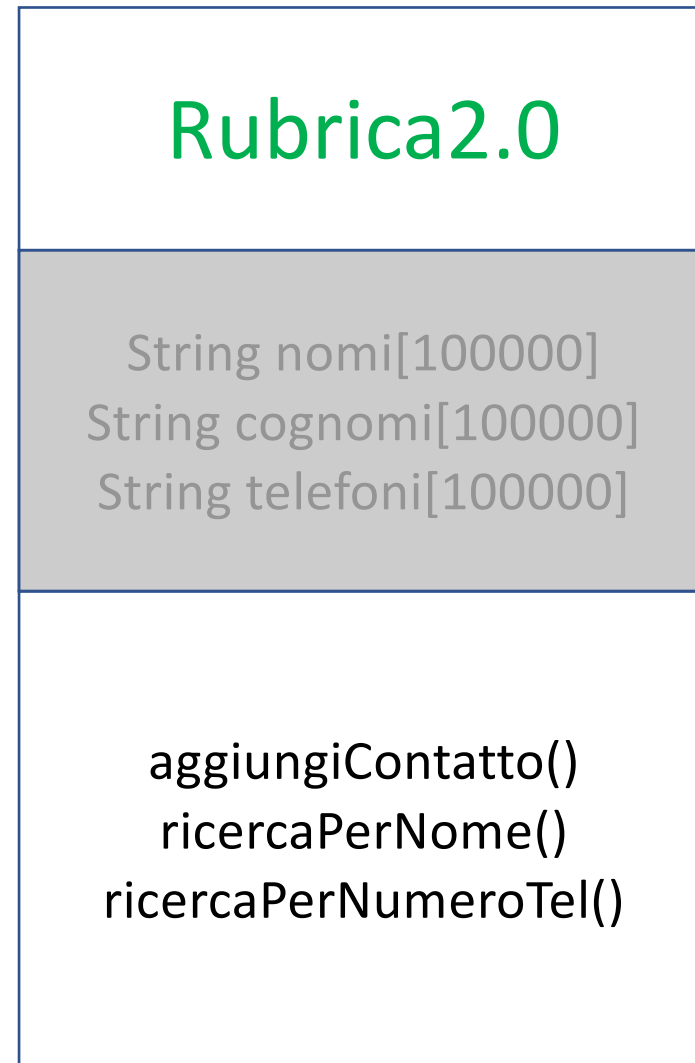 Rubrica2.0
String nomi[100000]
String cognomi[100000]
String telefoni[100000]
aggiungiContatto()
ricercaPerNome()
ricercaPerNumeroTel()